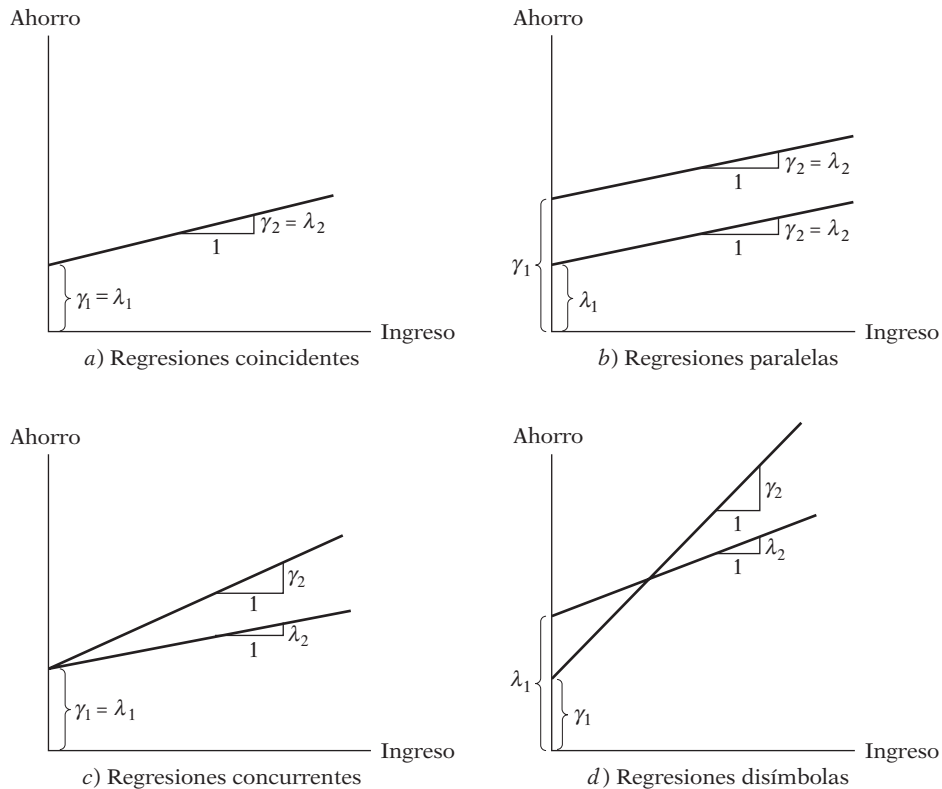 Ahorro
γ₂ = λ₂
1
γ₁ = λ₁
Ingreso
a) Regresiones coincidentes
Ahorro
γ₂ = λ₂
1
γ₂ = λ₂
1
γ₁
λ₁
Ingreso
b) Regresiones paralelas
Ahorro
γ₂
1
λ₂
1
γ₁ = λ₁
Ingreso
c) Regresiones concurrentes
Ahorro
γ₂
1
λ₂
1
λ₁
γ₁
Ingreso
d) Regresiones disímbolas